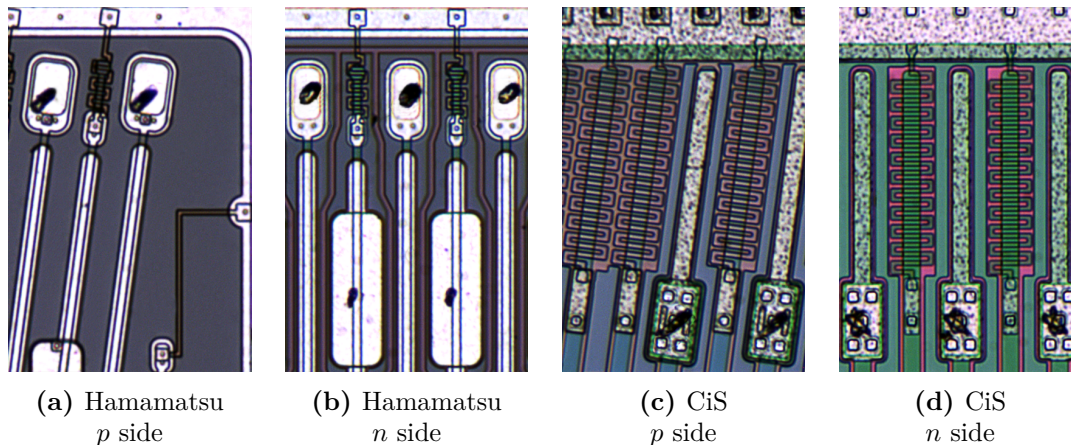 (a) Hamamatsu
p side
(b) Hamamatsu
n side
(c) CiS
p side
(d) CiS
n side